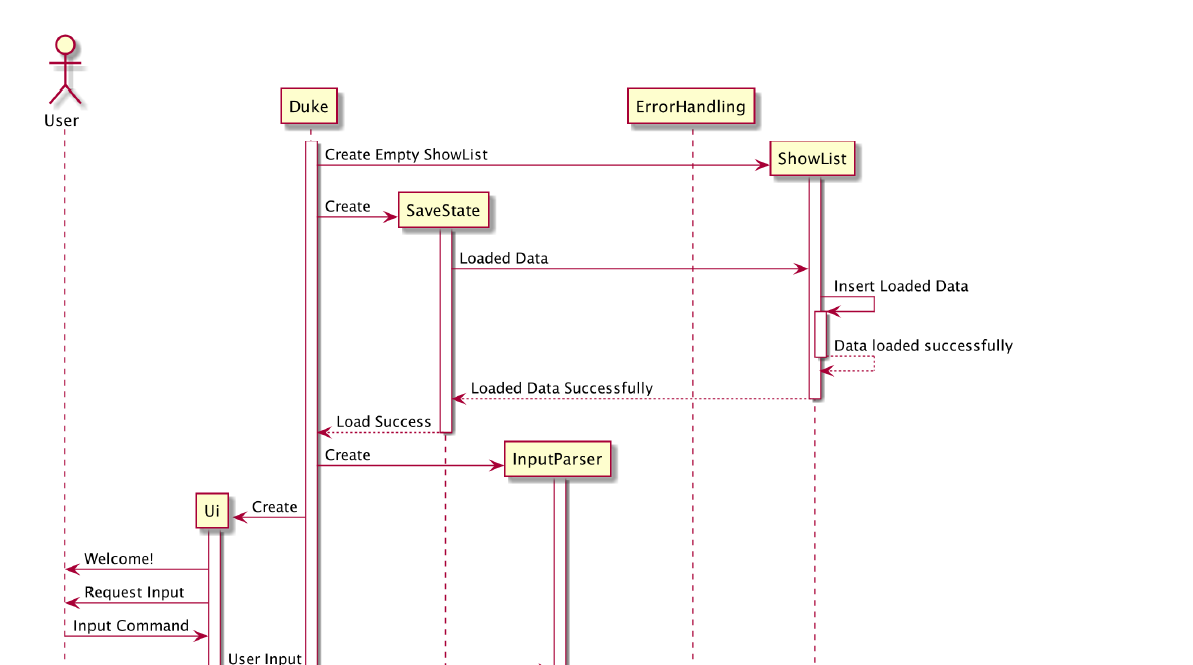 User
Duke
ErrorHandling
Create Empty ShowList
ShowList
Create
SaveState
Loaded Data
Insert Loaded Data
Data loaded successfully
Loaded Data Successfully
Load Success
Create
InputParser
Create
Ui
Welcome!
Request Input
Input Command
User Input